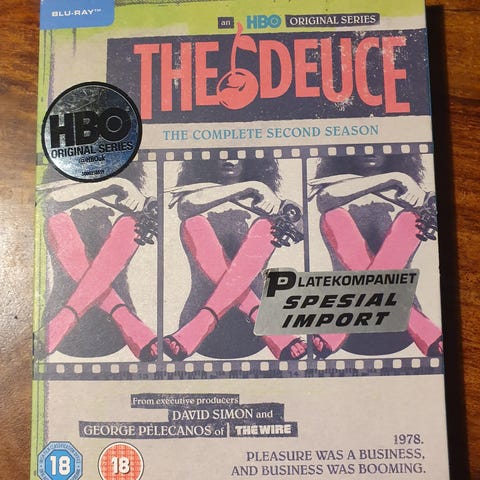 BLU-RAY™
an HBO ORIGINAL SERIES
THE DEUCE
THE COMPLETE SECOND SEASON
HBO
ORIGINAL SERIES
PLATEKOMPANIET
SPESIAL
IMPORT
From executive producers
DAVID SIMON and
GEORGE PELECANOS of THE WIRE
1978.
PLEASURE WAS A BUSINESS,
AND BUSINESS WAS BOOMING.
18
18